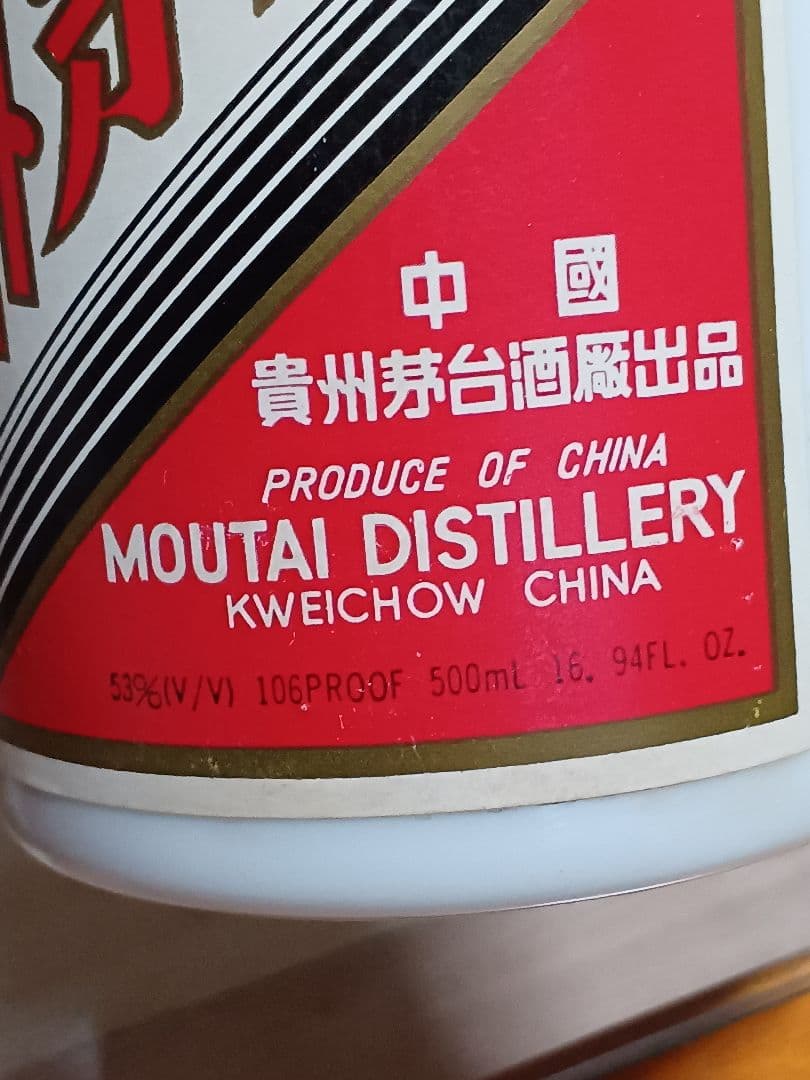 中國
貴州茅台酒廠出品
PRODUCE OF CHINA
MOUTAI DISTILLERY
KWEICHOW CHINA
53%(V/V) 106PROOF 500mL 16. 94FL. OZ.